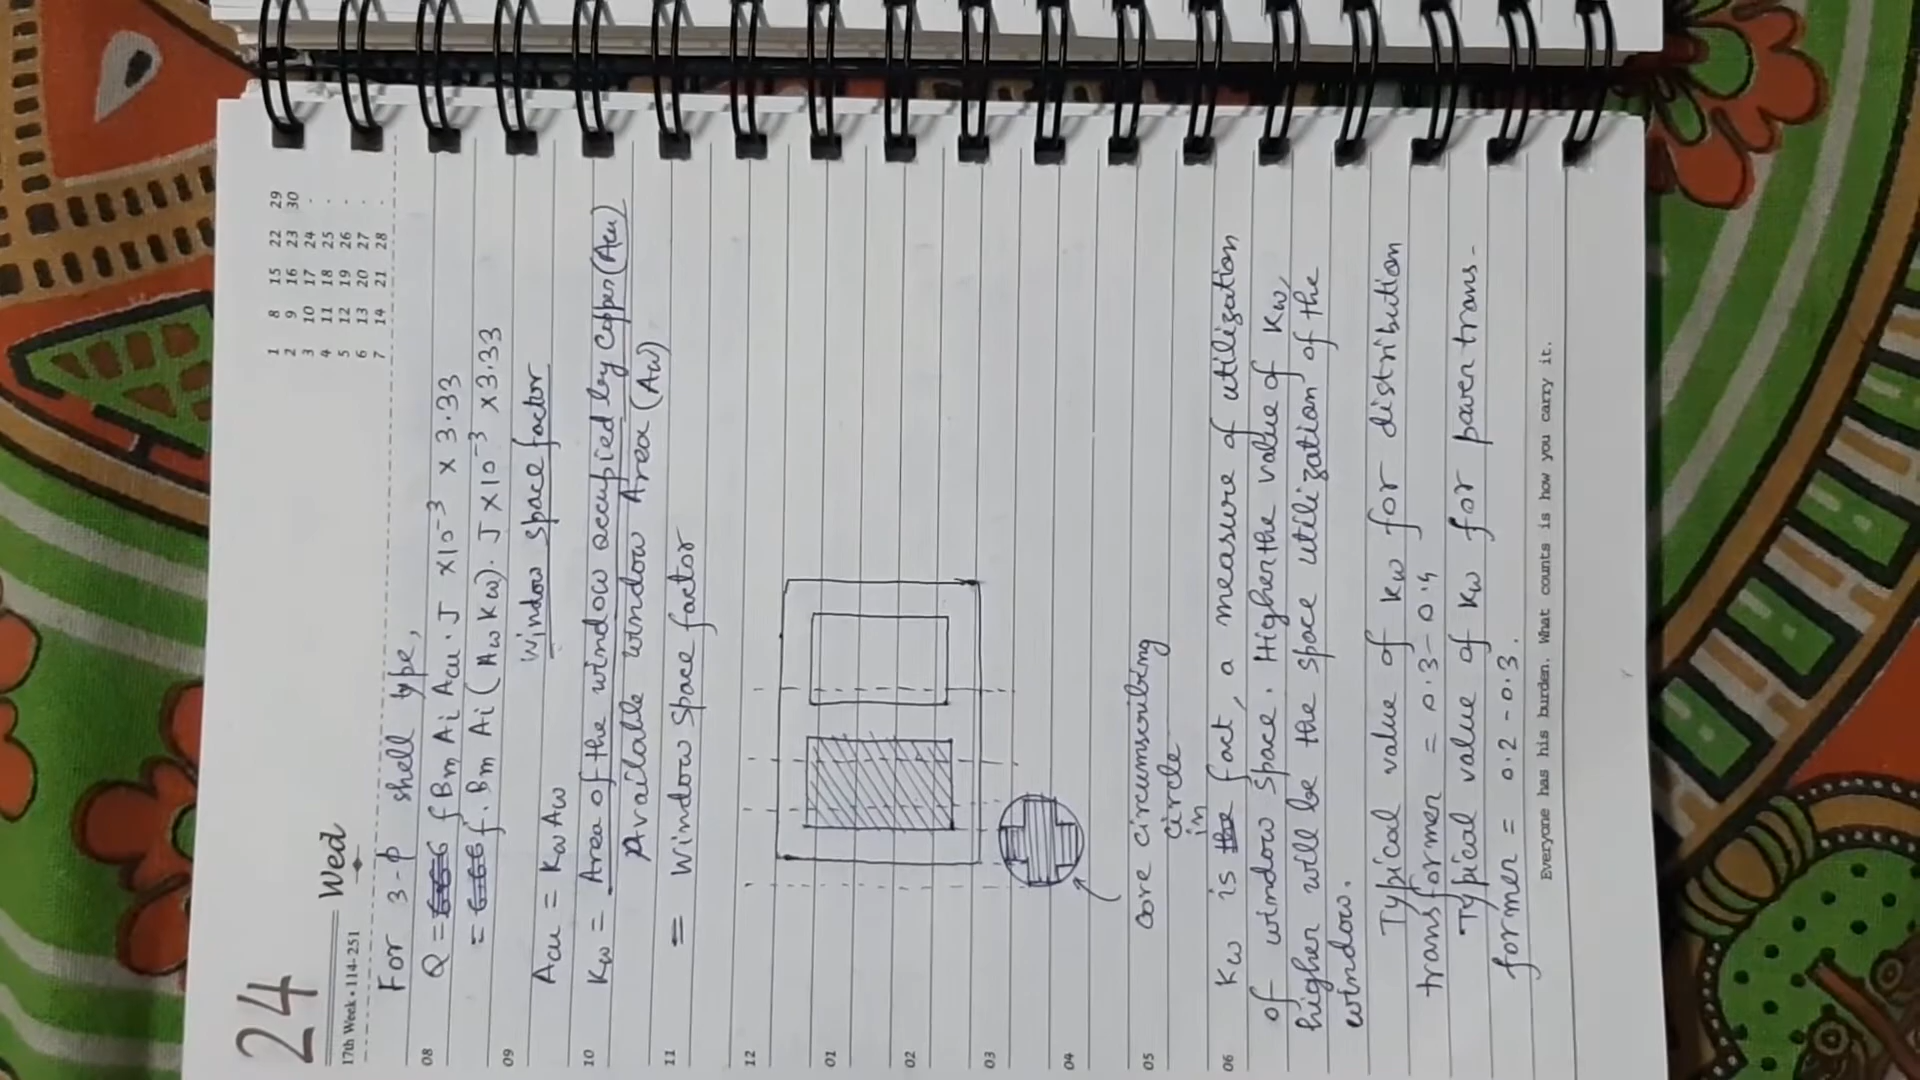 24
Wed
17th Week • 114-251
1 8 15 22 29
2 9 16 23 30
3 10 17 24 -
4 11 18 25 -
5 12 19 26 -
6 13 20 27 -
7 14 21 28 -
For 3-ϕ shell type,
08
Q = f Bm Ai Acu . J x10⁻³ x 3.33
= f. Bm Ai (Aw Kw). J x10⁻³ x3.33
09
Window space factor
Acu = Kw Aw
10
Kw = Area of the window occupied by Copper (Acu)
Available window Area (Aw)
11
= Window space factor
12
01
02
03
04
05
core circumscribing
circle
06
in
Kw is fact, a measure of utilization
of window space. Higher the value of Kw,
higher will be the space utilization of the
window.
Typical value of Kw for distribution
transformer = 0.3-0.4
Typical value of Kw for power trans-
former = 0.2-0.3.
Everyone has his burden. What counts is how you carry it.